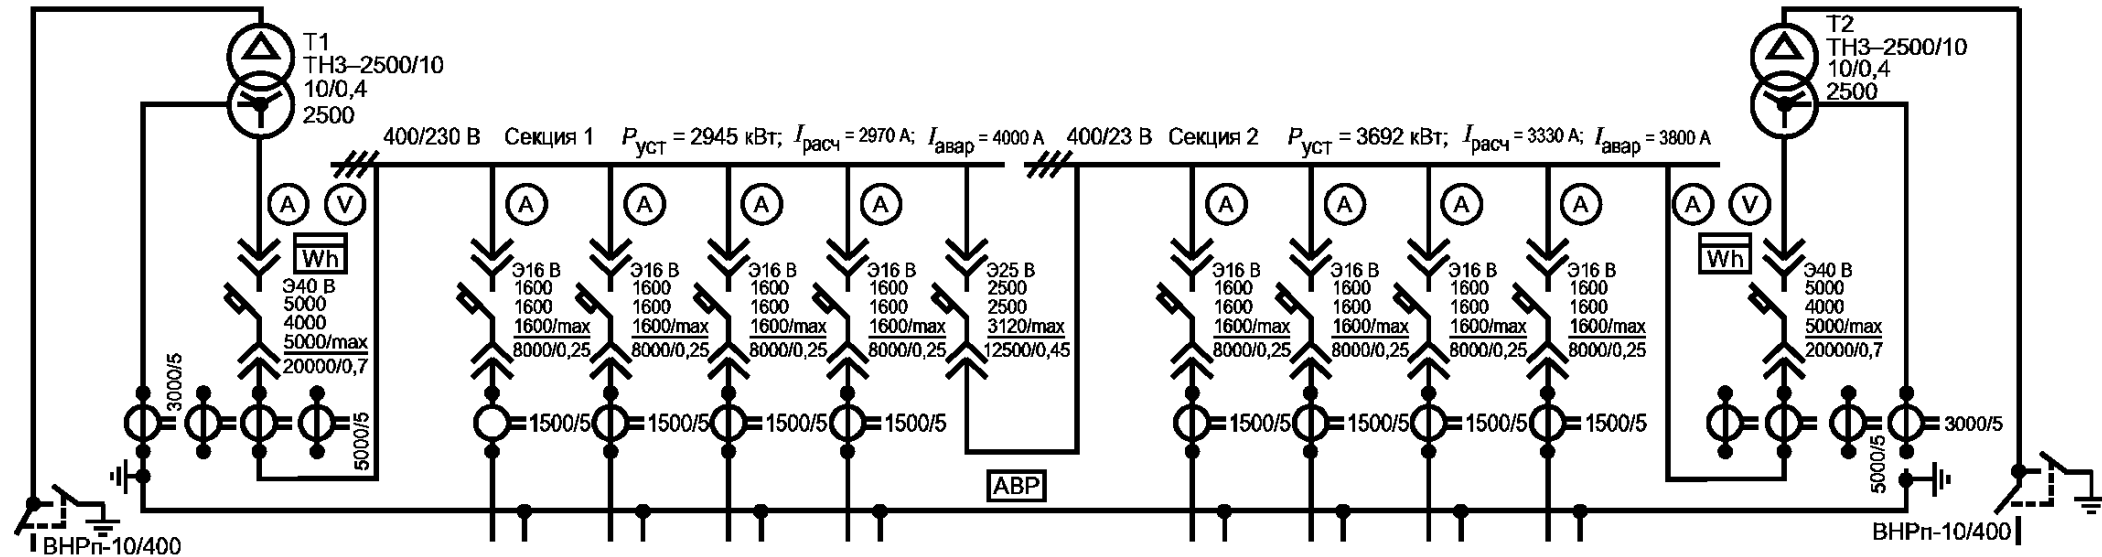 Т1
ТНЗ–2500/10
10/0,4
2500
Т2
ТНЗ–2500/10
10/0,4
2500
400/230 В Секция 1 Pуст = 2945 кВт; Iрасч = 2970 А; Iавар = 4000 А
400/23 В Секция 2 Pуст = 3692 кВт; Iрасч = 3330 А; Iавар = 3800 А
A
V
A
A
A
A
A
A
A
A
A
V
Wh
Wh
Э40 В
5000
4000
5000/max
20000/0,7
Э16 В
1600
1600
1600/max
8000/0,25
Э16 В
1600
1600
1600/max
8000/0,25
Э16 В
1600
1600
1600/max
8000/0,25
Э16 В
1600
1600
1600/max
8000/0,25
Э25 В
2500
2500
3120/max
12500/0,45
Э16 В
1600
1600
1600/max
8000/0,25
Э16 В
1600
1600
1600/max
8000/0,25
Э16 В
1600
1600
1600/max
8000/0,25
Э16 В
1600
1600
1600/max
8000/0,25
Э40 В
5000
4000
5000/max
20000/0,7
3000/5
5000/5
1500/5
1500/5
1500/5
1500/5
1500/5
1500/5
1500/5
1500/5
5000/5
3000/5
АВР
ВНРп-10/400
ВНРп-10/400